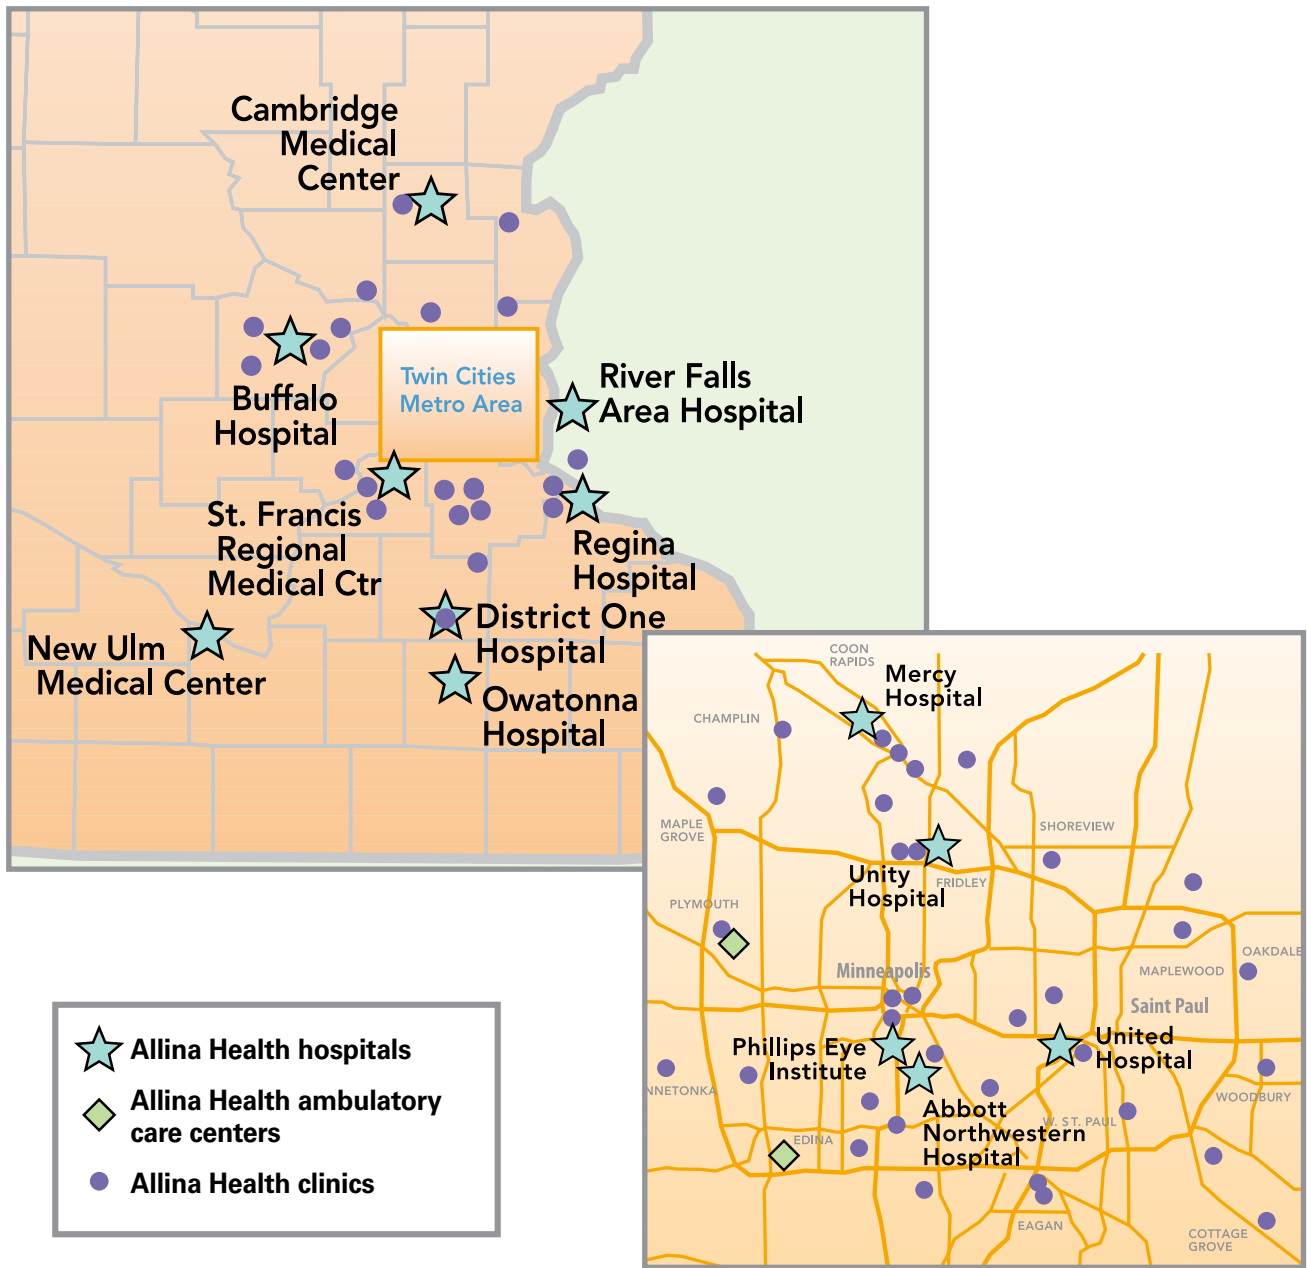 Cambridge
Medical
Center
Twin Cities
Metro Area
River Falls
Area Hospital
Buffalo
Hospital
St. Francis
Regional
Medical Ctr
Regina
Hospital
District One
Hospital
New Ulm
Medical Center
Owatonna
Hospital
COON
RAPIDS
Mercy
Hospital
CHAMPLIN
MAPLE
GROVE
SHOREVIEW
Unity
Hospital
FRIDLEY
PLYMOUTH
OAKDALE
Minneapolis
MAPLEWOOD
Saint Paul
United
Hospital
Phillips Eye
Institute
NNETONKA
WOODBURY
Abbott
Northwestern
Hospital
W. ST. PAUL
EDINA
EAGAN
COTTAGE
GROVE
Allina Health hospitals
Allina Health ambulatory
care centers
Allina Health clinics